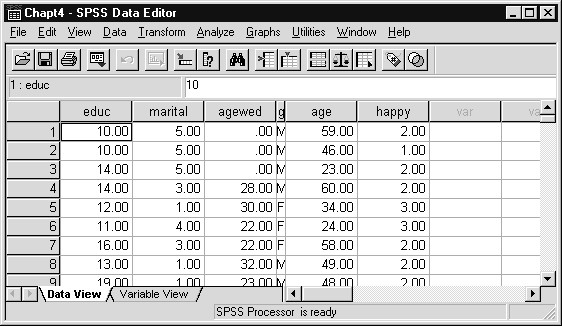 Chapt4 - SPSS Data Editor
File Edit View Data Transform Analyze Graphs Utilities Window Help
1 : educ 10
educ marital agewed g age happy var va
1 10.00 5.00 .00 M 59.00 2.00
2 10.00 5.00 .00 M 46.00 1.00
3 14.00 5.00 .00 M 23.00 2.00
4 14.00 3.00 28.00 M 60.00 2.00
5 12.00 1.00 30.00 F 34.00 3.00
6 11.00 4.00 22.00 F 24.00 3.00
7 16.00 3.00 22.00 F 58.00 2.00
8 13.00 1.00 32.00 M 49.00 2.00
9 19.00 1.00 23.00 M 48.00 2.00
Data View Variable View
SPSS Processor is ready